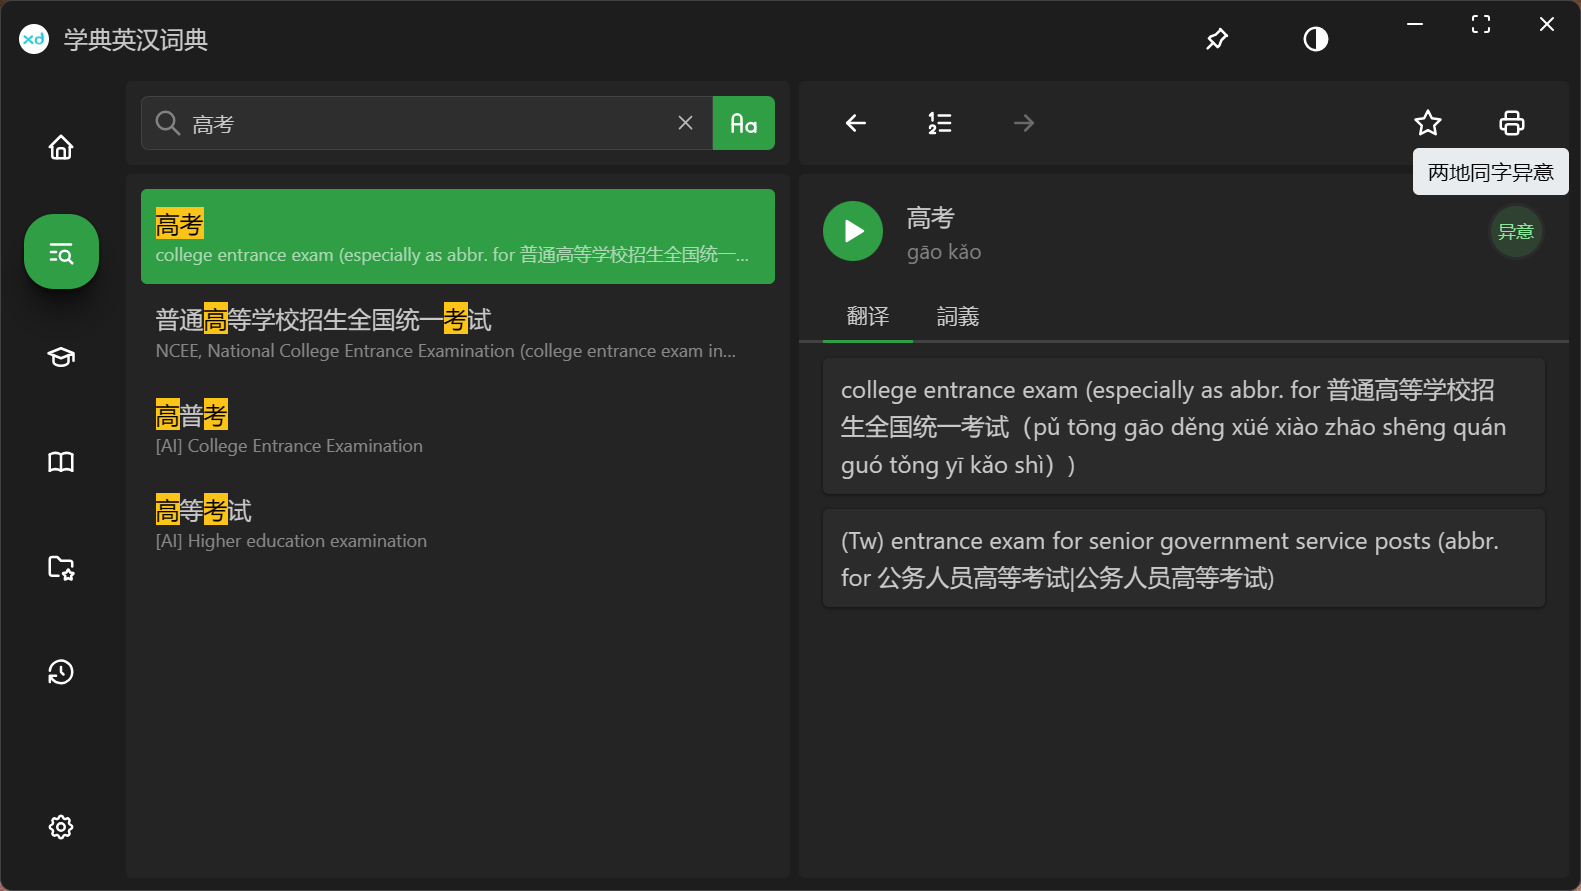 xd 学典英汉词典
高考
Aa
高考
college entrance exam (especially as abbr. for 普通高等学校招生全国统一...
普通高等学校招生全国统一考试
NCEE, National College Entrance Examination (college entrance exam in...
高普考
[AI] College Entrance Examination
高等考试
[AI] Higher education examination
两地同字异意
高考
gāo kǎo
异意
翻译 詞義
college entrance exam (especially as abbr. for 普通高等学校招
生全国统一考试（pǔ tōng gāo děng xüé xiào zhāo shēng quán
guó tǒng yī kǎo shì）)
(Tw) entrance exam for senior government service posts (abbr.
for 公务人员高等考试|公务人员高等考试)